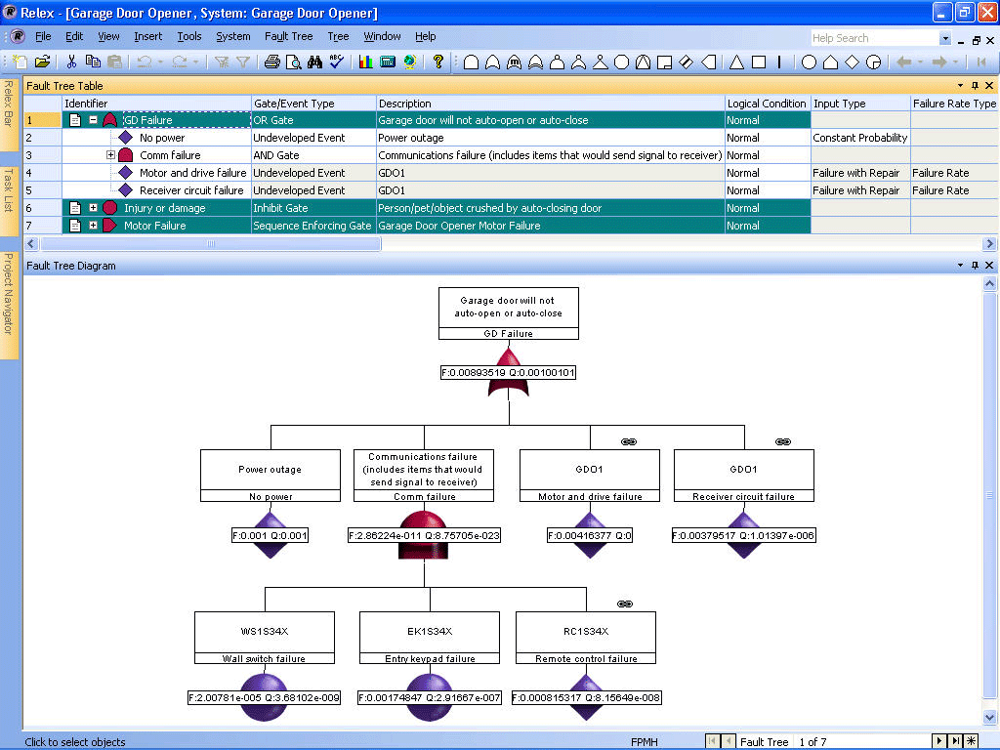 Relex - [Garage Door Opener, System: Garage Door Opener]
File Edit View Insert Tools System Fault Tree Tree Window Help
Help Search
Relex Bar
Task List
Project Navigator
Fault Tree Table
Identifier Gate/Event Type Description Logical Condition Input Type Failure Rate Type
1 GD Failure OR Gate Garage door will not auto-open or auto-close Normal
2 No power Undeveloped Event Power outage Normal Constant Probability
3 Comm failure AND Gate Communications failure (includes items that would send signal to receiver) Normal
4 Motor and drive failure Undeveloped Event GDO1 Normal Failure with Repair Failure Rate
5 Receiver circuit failure Undeveloped Event GDO1 Normal Failure with Repair Failure Rate
6 Injury or damage Inhibit Gate Person/pet/object crushed by auto-closing door Normal
7 Motor Failure Sequence Enforcing Gate Garage Door Opener Motor Failure Normal
Fault Tree Diagram
Garage door will not
auto-open or auto-close
GD Failure
F:0.00893519 Q:0.00100101
Power outage
No power
F:0.001 Q:0.001
Communications failure
(includes items that would
send signal to receiver)
Comm failure
F:2.86224e-011 Q:8.75705e-023
GDO1
Motor and drive failure
F:0.00416377 Q:0
GDO1
Receiver circuit failure
F:0.00379517 Q:1.01397e-006
WS1S34X
Wall switch failure
F:2.00781e-005 Q:3.68102e-009
EK1S34X
Entry keypad failure
F:0.00174847 Q:2.91667e-007
RC1S34X
Remote control failure
F:0.000815317 Q:8.15649e-008
Click to select objects FPMH Fault Tree 1 of 7